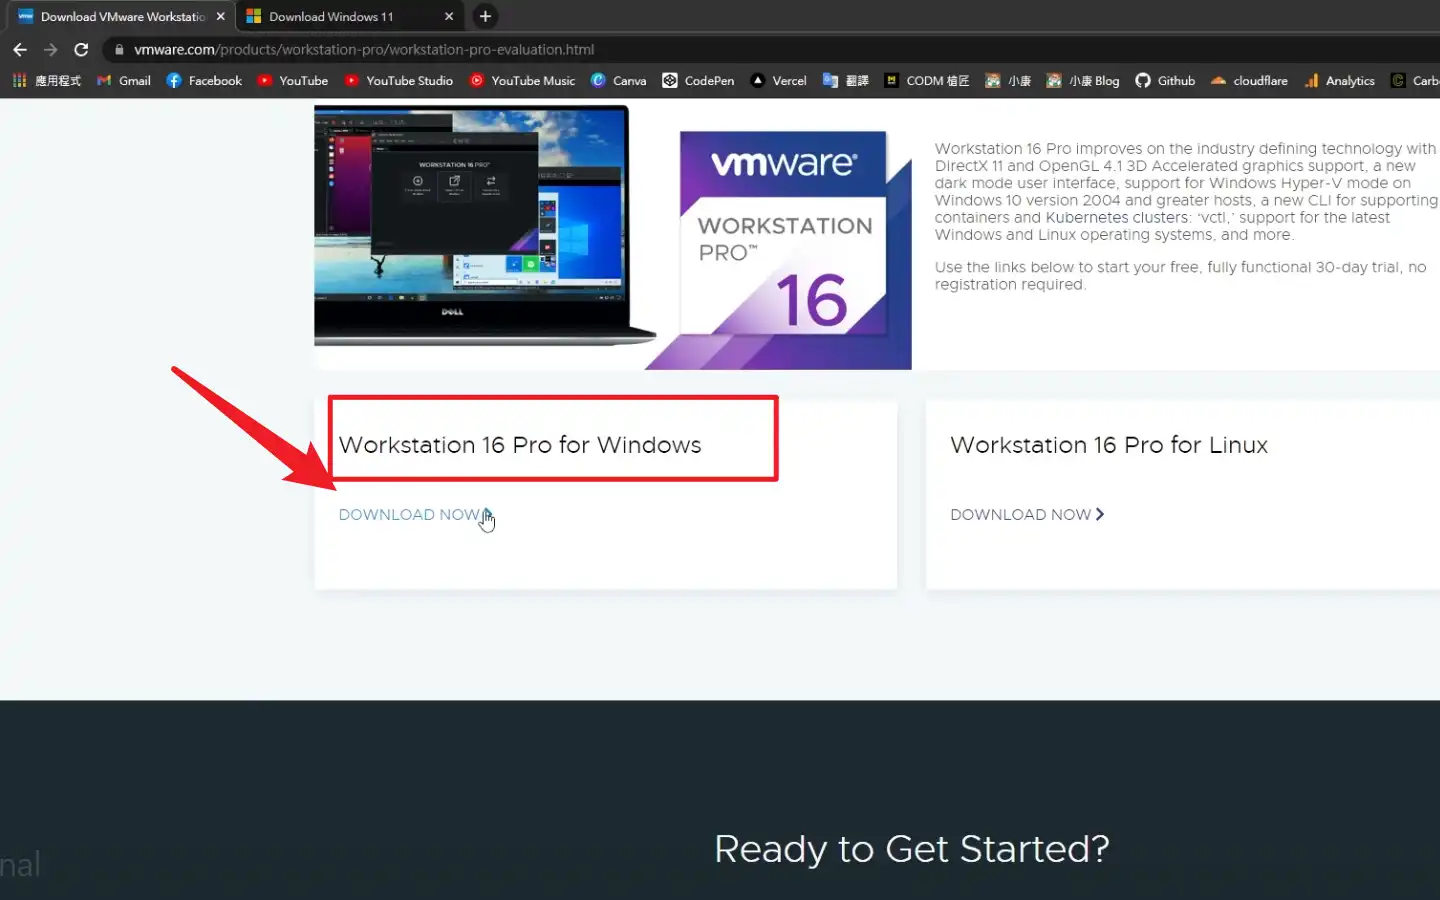 Download VMware Workstatio
Download Windows 11
vmware.com/products/workstation-pro/workstation-pro-evaluation.html
應用程式 Gmail Facebook YouTube YouTube Studio YouTube Music Canva CodePen Vercel 翻譯 CODM 槍匠 小康 小康 Blog Github cloudflare Analytics Carb
WORKSTATION 16 PRO
DELL
vmware
WORKSTATION
PRO™
16
Workstation 16 Pro improves on the industry defining technology with
DirectX 11 and OpenGL 4.1 3D Accelerated graphics support, a new
dark mode user interface, support for Windows Hyper-V mode on
Windows 10 version 2004 and greater hosts, a new CLI for supporting
containers and Kubernetes clusters: ‘vctl,’ support for the latest
Windows and Linux operating systems, and more.
Use the links below to start your free, fully functional 30-day trial, no
registration required.
Workstation 16 Pro for Windows
DOWNLOAD NOW
Workstation 16 Pro for Linux
DOWNLOAD NOW
Ready to Get Started?
nal